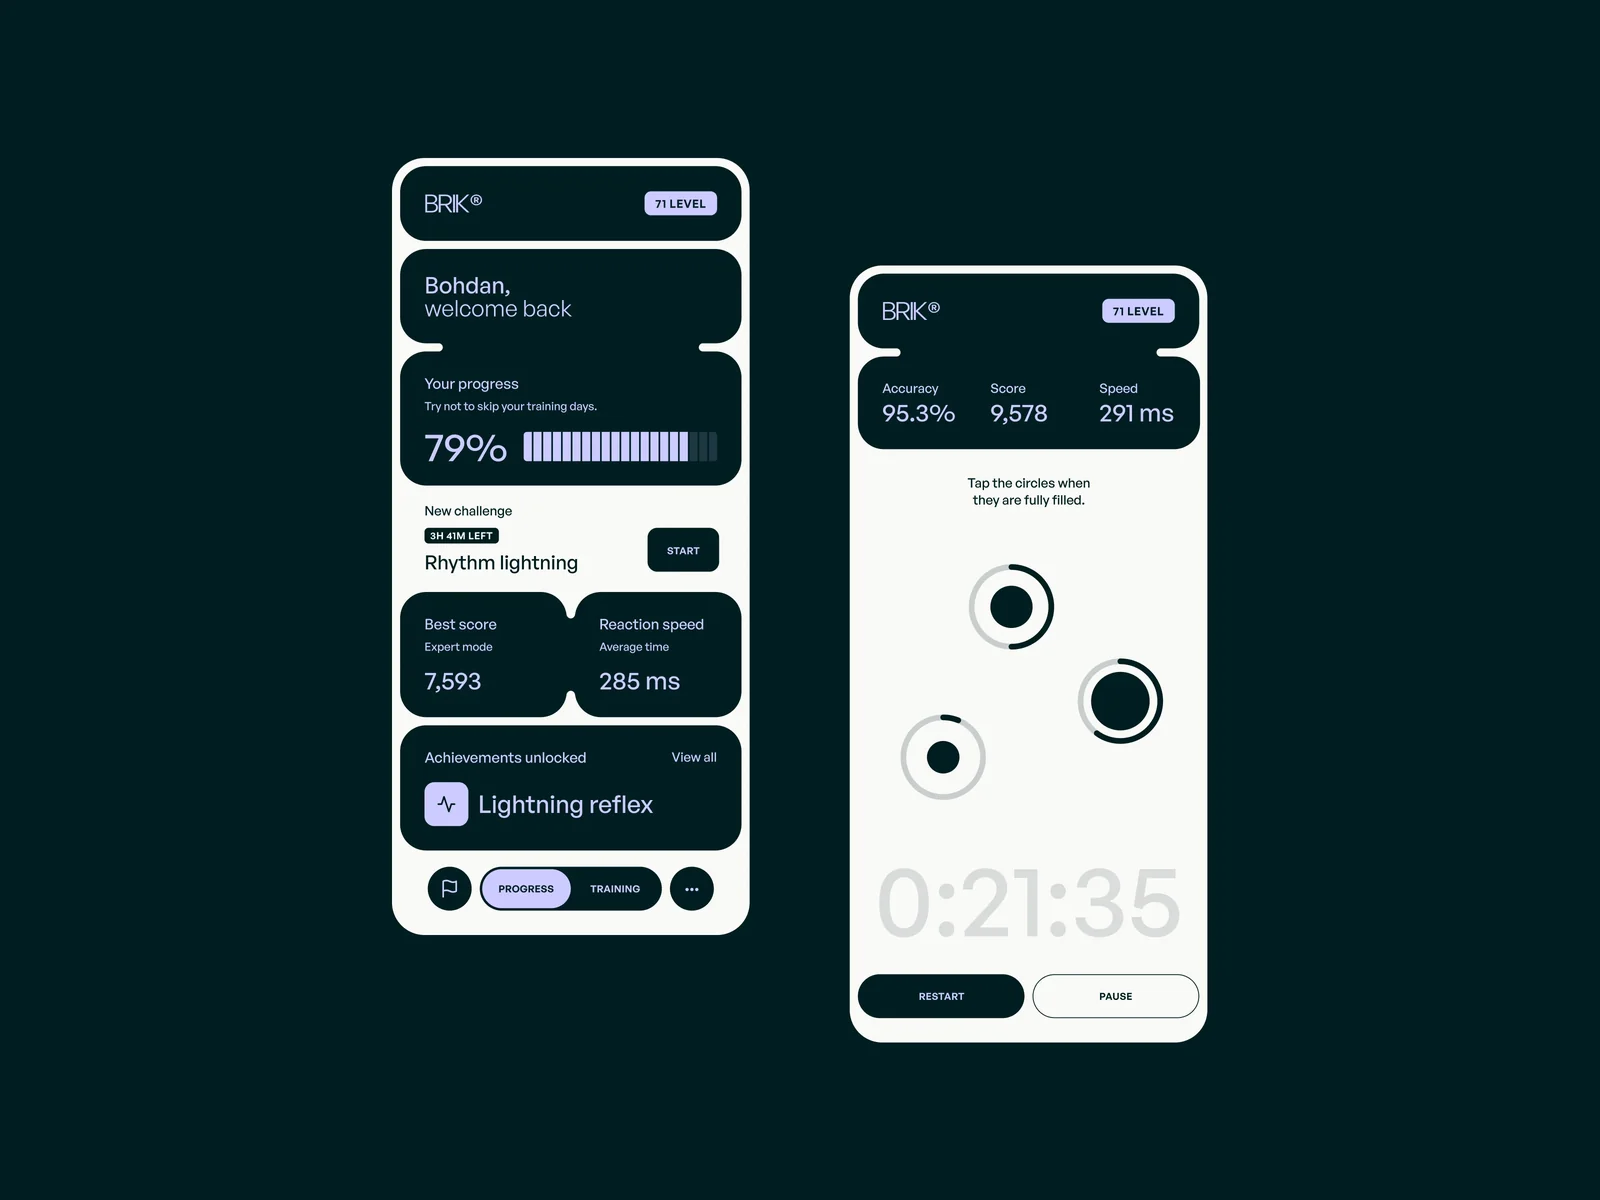 BRIK®
71 LEVEL
Bohdan,
welcome back
Your progress
Try not to skip your training days.
79%
New challenge
3H 41M LEFT
Rhythm lightning
START
Best score
Expert mode
7,593
Reaction speed
Average time
285 ms
Achievements unlocked
View all
Lightning reflex
PROGRESS
TRAINING
BRIK®
71 LEVEL
Accuracy
95.3%
Score
9,578
Speed
291 ms
Tap the circles when
they are fully filled.
0:21:35
RESTART
PAUSE